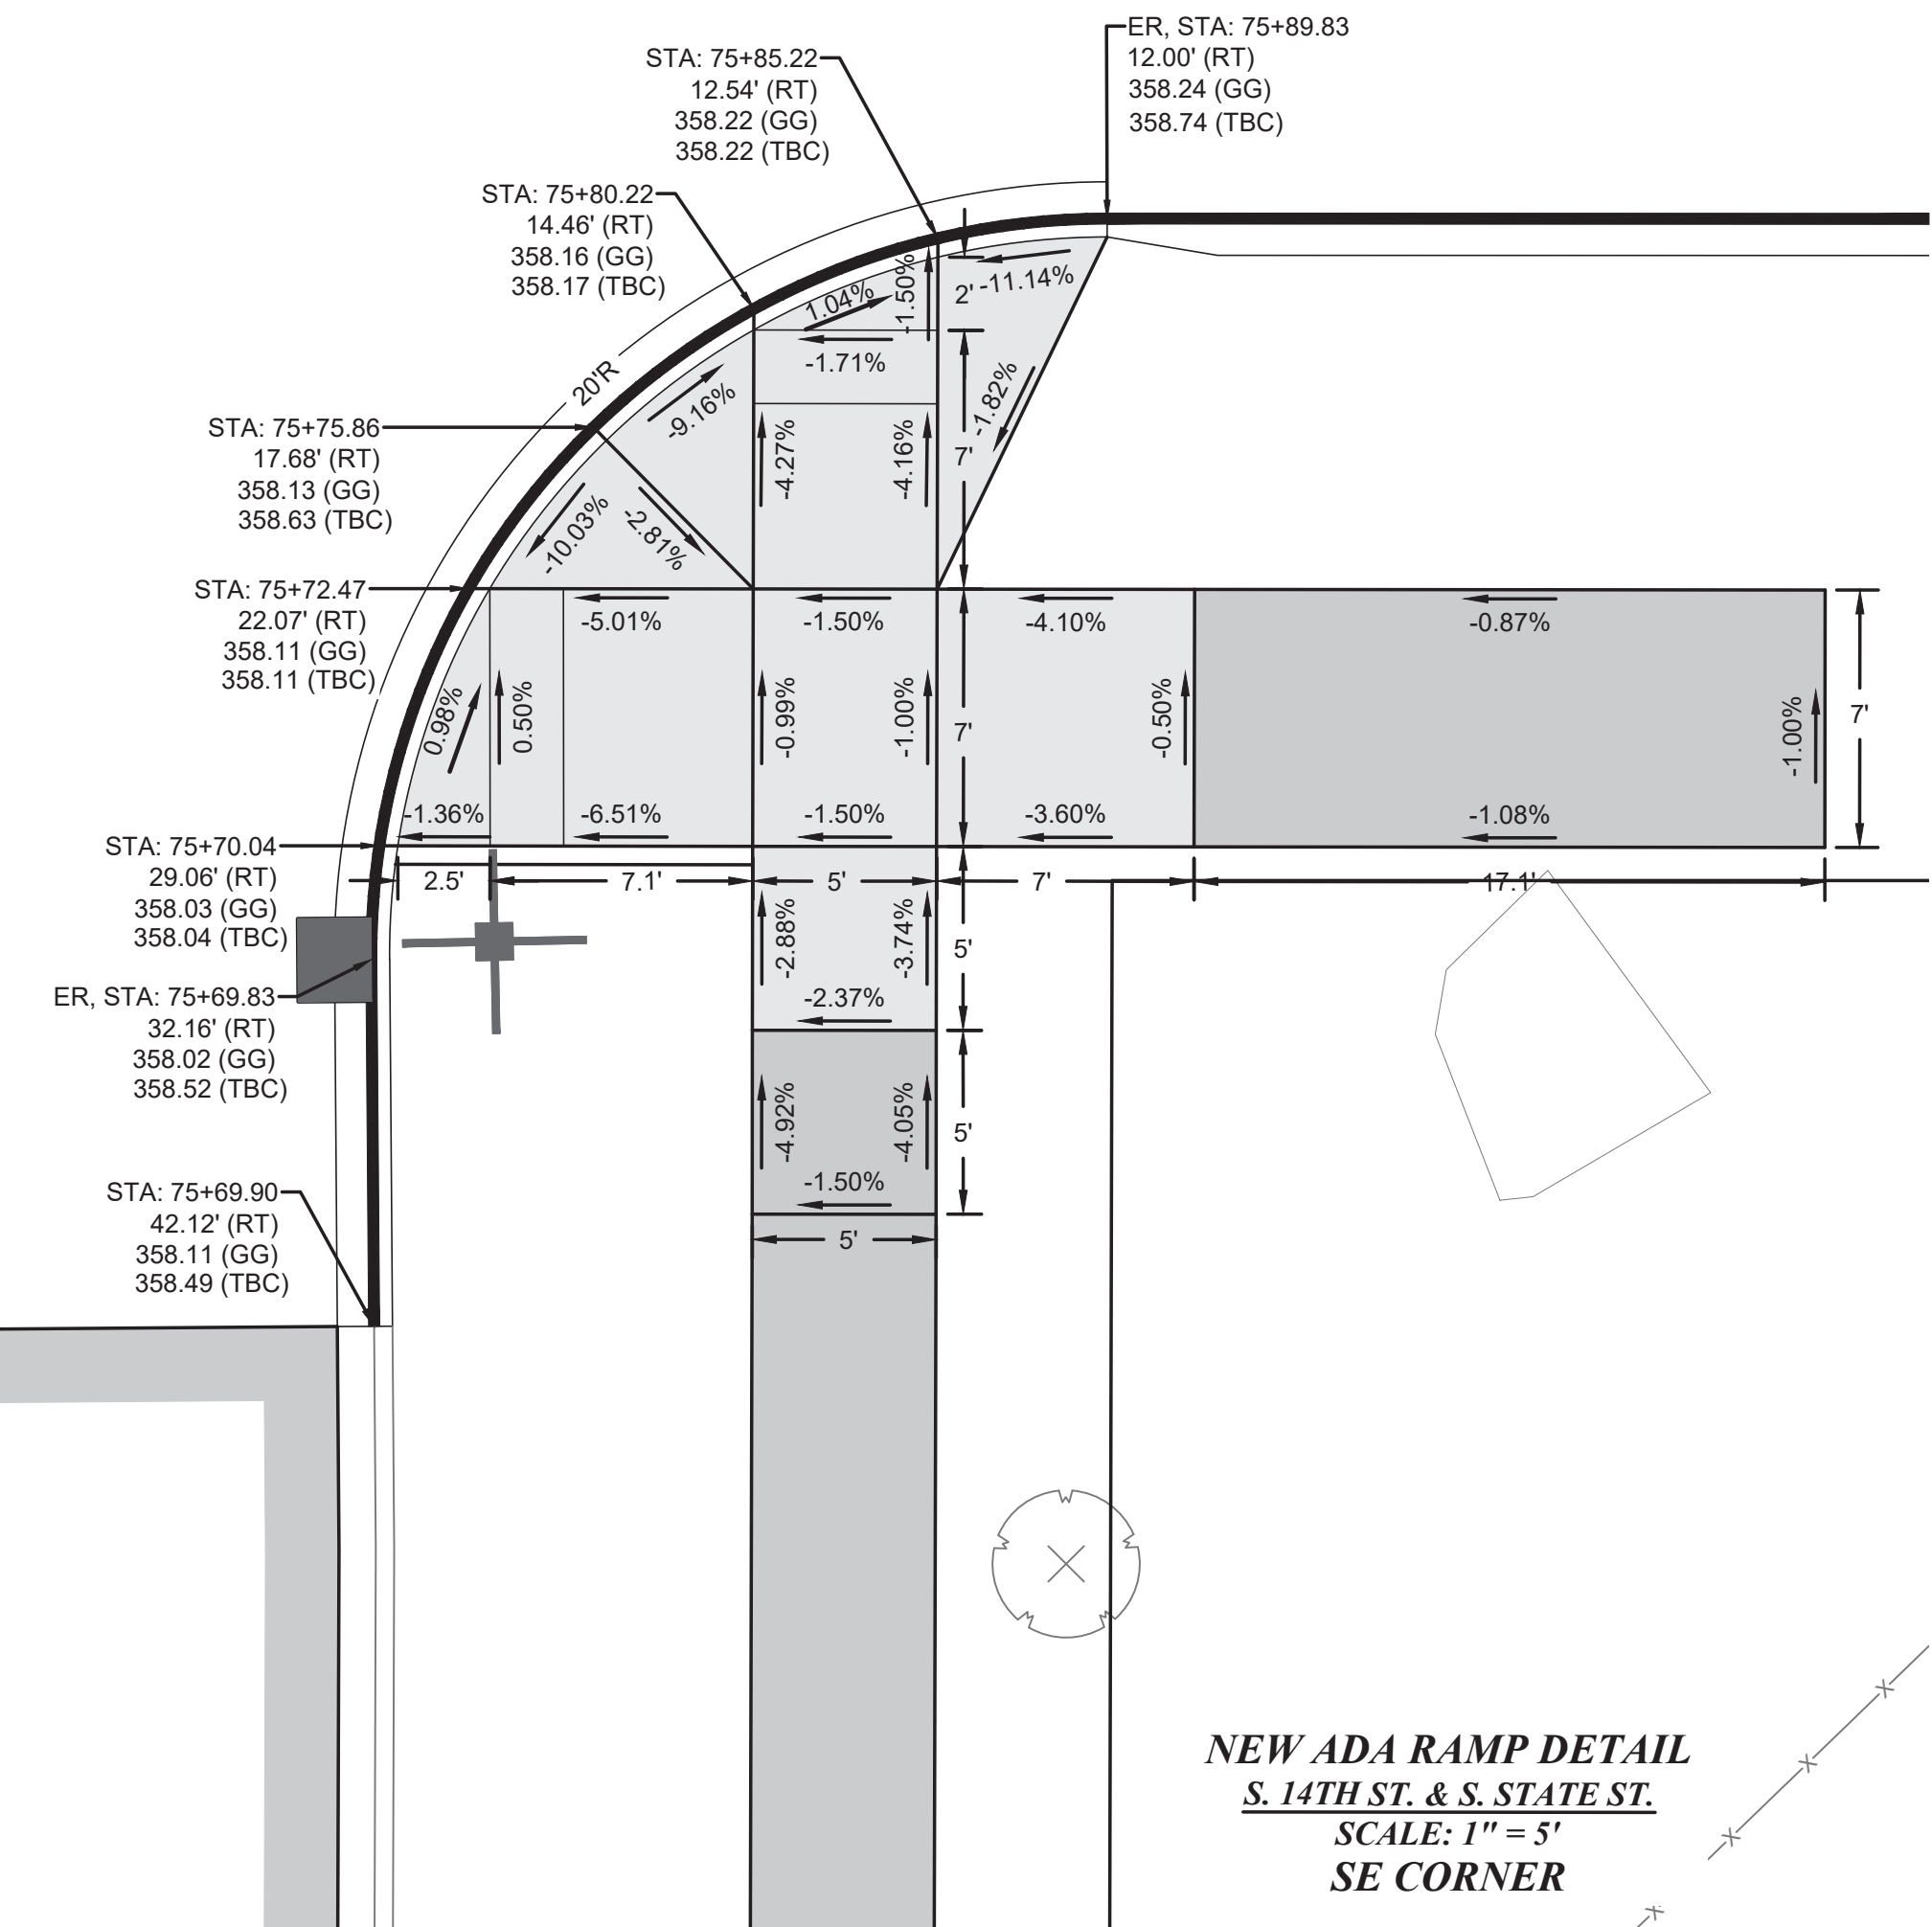 ER, STA: 75+89.83
12.00' (RT)
358.24 (GG)
358.74 (TBC)
STA: 75+85.22
12.54' (RT)
358.22 (GG)
358.22 (TBC)
STA: 75+80.22
14.46' (RT)
358.16 (GG)
358.17 (TBC)
20'R
STA: 75+75.86
17.68' (RT)
358.13 (GG)
358.63 (TBC)
STA: 75+72.47
22.07' (RT)
358.11 (GG)
358.11 (TBC)
STA: 75+70.04
29.06' (RT)
358.03 (GG)
358.04 (TBC)
ER, STA: 75+69.83
32.16' (RT)
358.02 (GG)
358.52 (TBC)
STA: 75+69.90
42.12' (RT)
358.11 (GG)
358.49 (TBC)
1.04%
-1.50%
2'
-11.14%
-1.71%
-9.16%
-4.27%
-4.16%
7'
-1.82%
-10.03%
-2.81%
-5.01%
-1.50%
-4.10%
-0.87%
0.98%
0.50%
-0.99%
-1.00%
7'
-0.50%
-1.00%
7'
-1.36%
-6.51%
-1.50%
-3.60%
-1.08%
2.5'
7.1'
5'
7'
17.1'
-2.88%
-3.74%
5'
-2.37%
-4.92%
-4.05%
5'
-1.50%
5'
NEW ADA RAMP DETAIL
S. 14TH ST. & S. STATE ST.
SCALE: 1" = 5'
SE CORNER
X
X
X
X